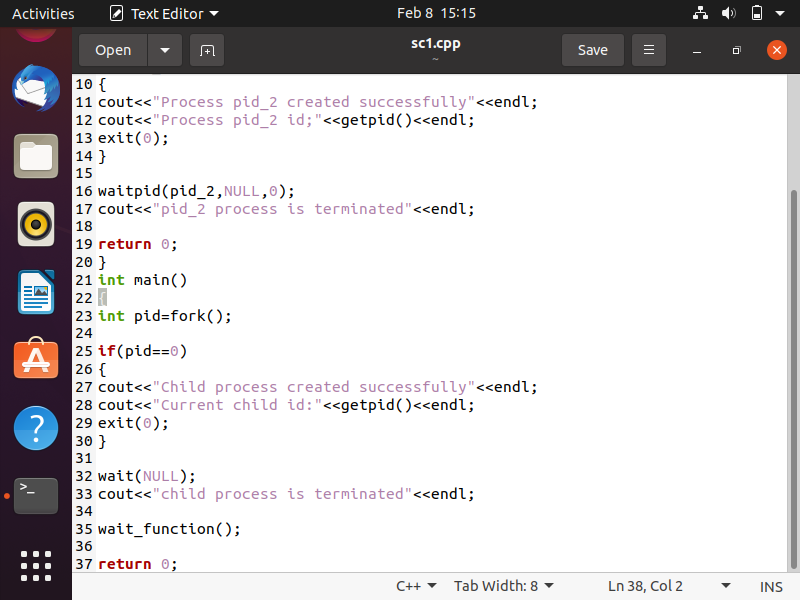 Activities Text Editor Feb 8 15:15
Open sc1.cpp Save
~
10 {
11 cout<<"Process pid_2 created successfully"<<endl;
12 cout<<"Process pid_2 id;"<<getpid()<<endl;
13 exit(0);
14 }
15
16 waitpid(pid_2,NULL,0);
17 cout<<"pid_2 process is terminated"<<endl;
18
19 return 0;
20 }
21 int main()
22 {
23 int pid=fork();
24
25 if(pid==0)
26 {
27 cout<<"Child process created successfully"<<endl;
28 cout<<"Current child id:"<<getpid()<<endl;
29 exit(0);
30 }
31
32 wait(NULL);
33 cout<<"child process is terminated"<<endl;
34
35 wait_function();
36
37 return 0;
C++ Tab Width: 8 Ln 38, Col 2 INS